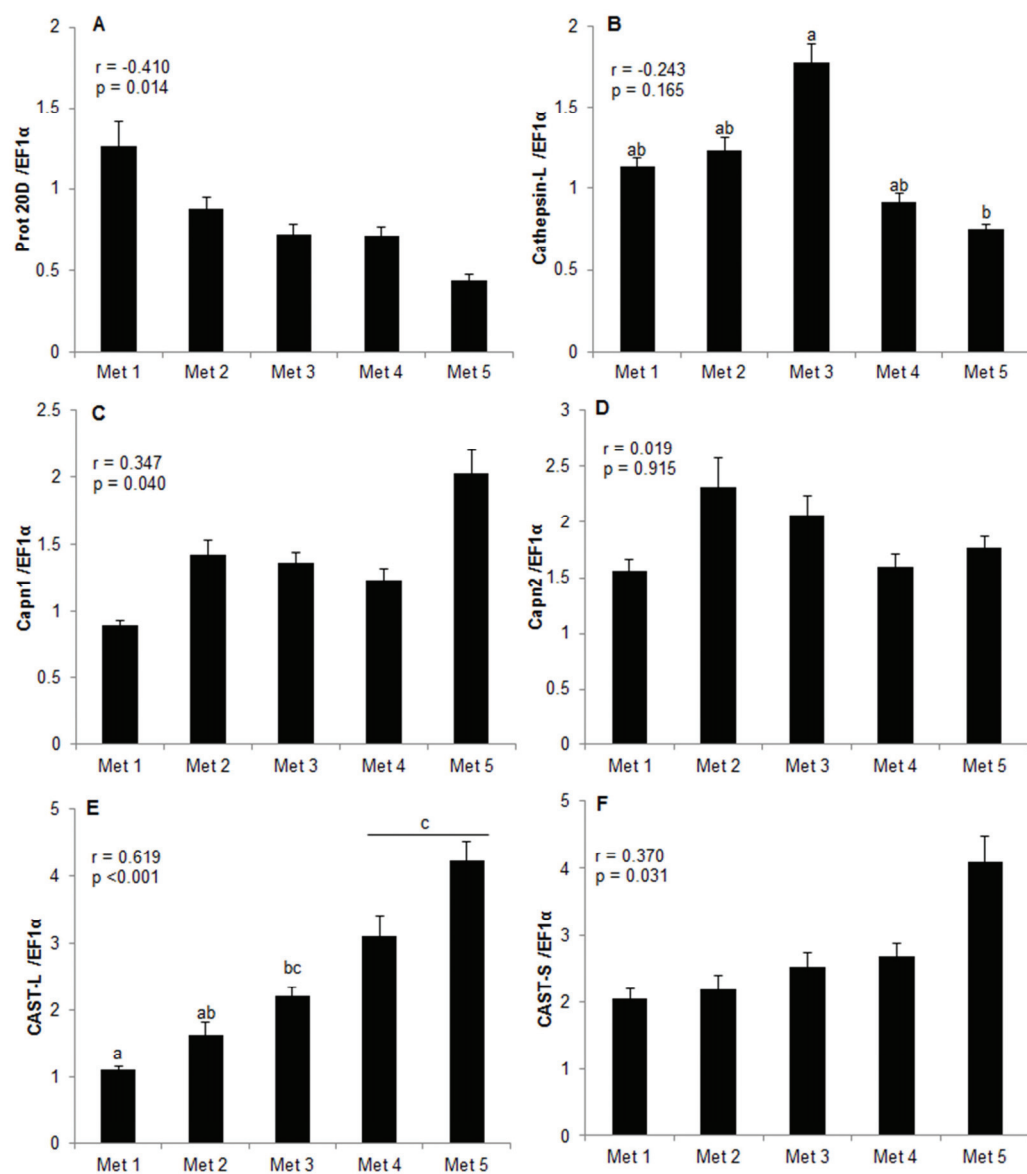 A
r = -0.410
p = 0.014
Prot 20D /EF1α
2
1.5
1
0.5
0
Met 1 Met 2 Met 3 Met 4 Met 5
B
r = -0.243
p = 0.165
Cathepsin-L /EF1α
2
1.5
1
0.5
0
ab ab a ab b
Met 1 Met 2 Met 3 Met 4 Met 5
C
r = 0.347
p = 0.040
Capn1 /EF1α
2.5
2
1.5
1
0.5
0
Met 1 Met 2 Met 3 Met 4 Met 5
D
r = 0.019
p = 0.915
Capn2 /EF1α
3
2.5
2
1.5
1
0.5
0
Met 1 Met 2 Met 3 Met 4 Met 5
E
r = 0.619
p <0.001
CAST-L /EF1α
5
4
3
2
1
0
a ab bc c
Met 1 Met 2 Met 3 Met 4 Met 5
F
r = 0.370
p = 0.031
CAST-S /EF1α
5
4
3
2
1
0
Met 1 Met 2 Met 3 Met 4 Met 5